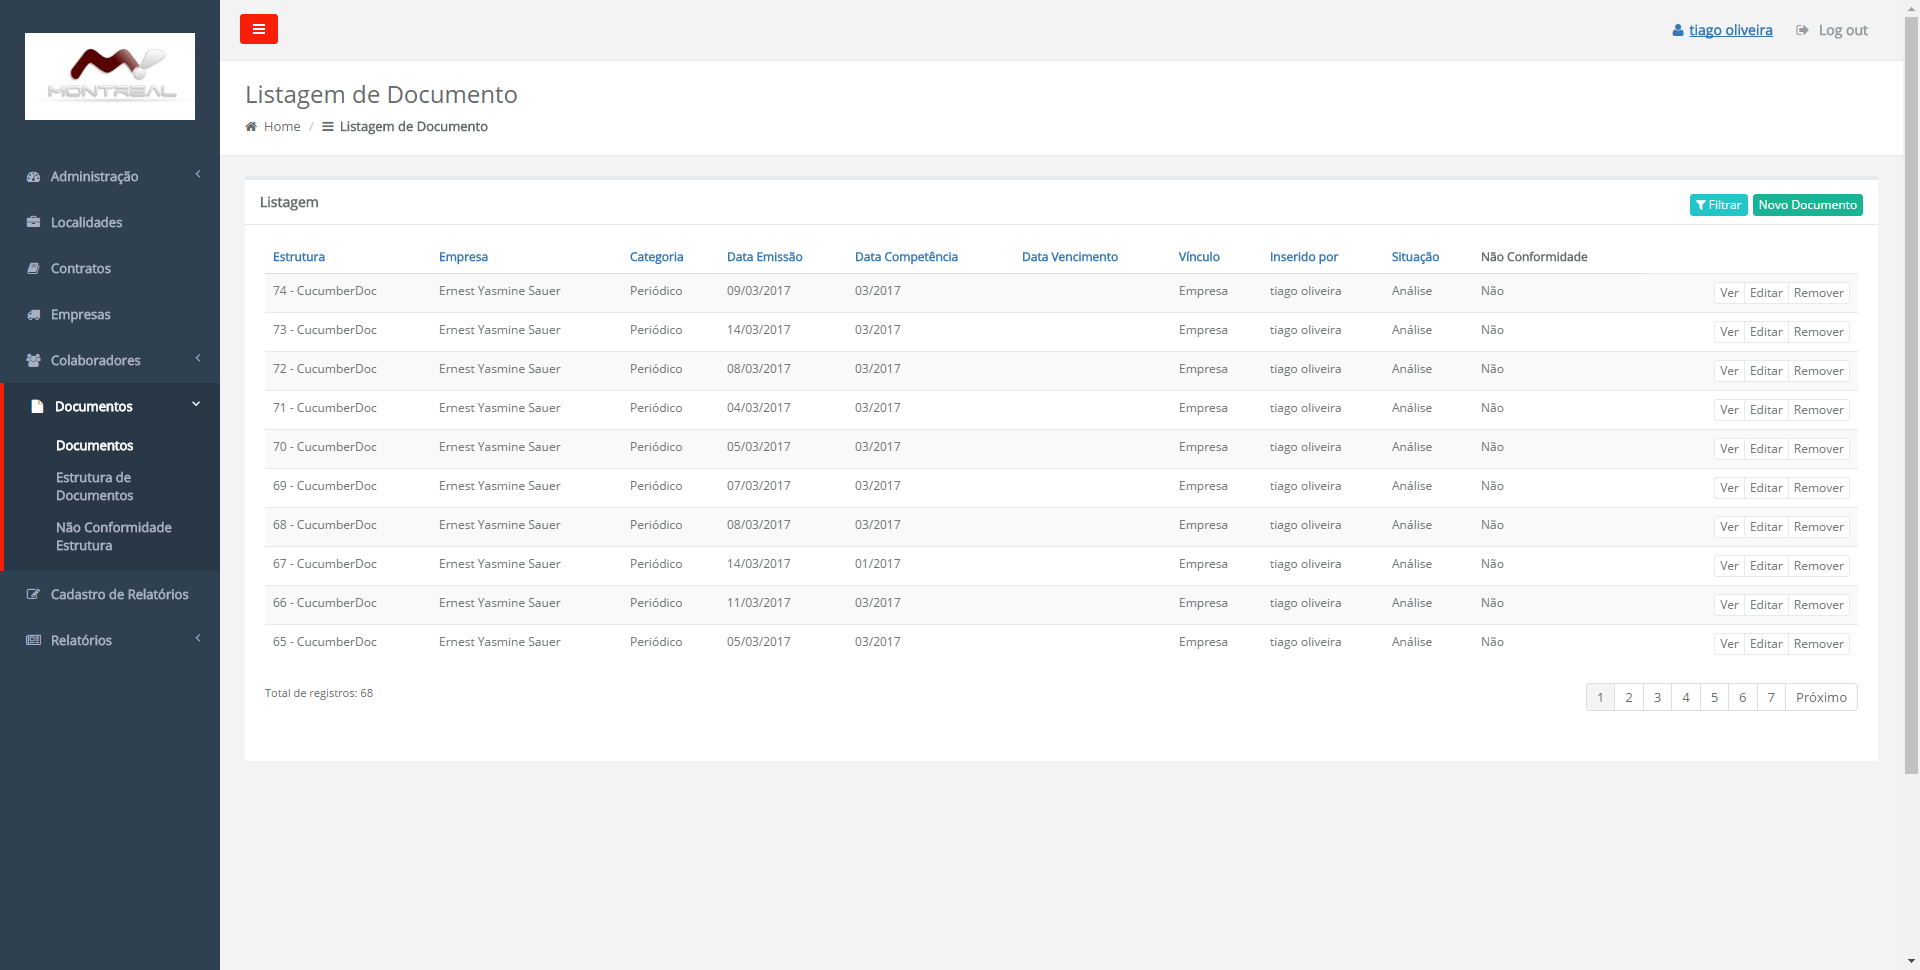 MONTREAL
tiago oliveira Log out
Listagem de Documento
Home / Listagem de Documento
Administração
Localidades
Contratos
Empresas
Colaboradores
Documentos
Documentos
Estrutura de
Documentos
Não Conformidade
Estrutura
Cadastro de Relatórios
Relatórios
Listagem Filtrar Novo Documento
Estrutura Empresa Categoria Data Emissão Data Competência Data Vencimento Vínculo Inserido por Situação Não Conformidade
74 - CucumberDoc Ernest Yasmine Sauer Periódico 09/03/2017 03/2017 Empresa tiago oliveira Análise Não Ver Editar Remover
73 - CucumberDoc Ernest Yasmine Sauer Periódico 14/03/2017 03/2017 Empresa tiago oliveira Análise Não Ver Editar Remover
72 - CucumberDoc Ernest Yasmine Sauer Periódico 08/03/2017 03/2017 Empresa tiago oliveira Análise Não Ver Editar Remover
71 - CucumberDoc Ernest Yasmine Sauer Periódico 04/03/2017 03/2017 Empresa tiago oliveira Análise Não Ver Editar Remover
70 - CucumberDoc Ernest Yasmine Sauer Periódico 05/03/2017 03/2017 Empresa tiago oliveira Análise Não Ver Editar Remover
69 - CucumberDoc Ernest Yasmine Sauer Periódico 07/03/2017 03/2017 Empresa tiago oliveira Análise Não Ver Editar Remover
68 - CucumberDoc Ernest Yasmine Sauer Periódico 08/03/2017 03/2017 Empresa tiago oliveira Análise Não Ver Editar Remover
67 - CucumberDoc Ernest Yasmine Sauer Periódico 14/03/2017 01/2017 Empresa tiago oliveira Análise Não Ver Editar Remover
66 - CucumberDoc Ernest Yasmine Sauer Periódico 11/03/2017 03/2017 Empresa tiago oliveira Análise Não Ver Editar Remover
65 - CucumberDoc Ernest Yasmine Sauer Periódico 05/03/2017 03/2017 Empresa tiago oliveira Análise Não Ver Editar Remover
Total de registros: 68 1 2 3 4 5 6 7 Próximo